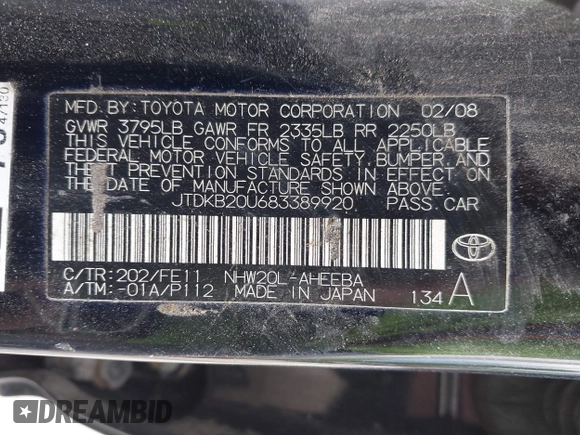 MFD. BY: TOYOTA MOTOR CORPORATION 02/08
GVWR 3795LB GAWR FR 2335LB RR 2250LB
THIS VEHICLE CONFORMS TO ALL APPLICABLE
FEDERAL MOTOR VEHICLE SAFETY, BUMPER, AND
THEFT PREVENTION STANDARDS IN EFFECT ON
THE DATE OF MANUFACTURE SHOWN ABOVE.
JTDKB20U683389920 PASS. CAR
C/TR: 202/FE11 NHW20L-AHEEBA
A/TM: -01A/P112 MADE IN JAPAN 134 A
DREAMBID